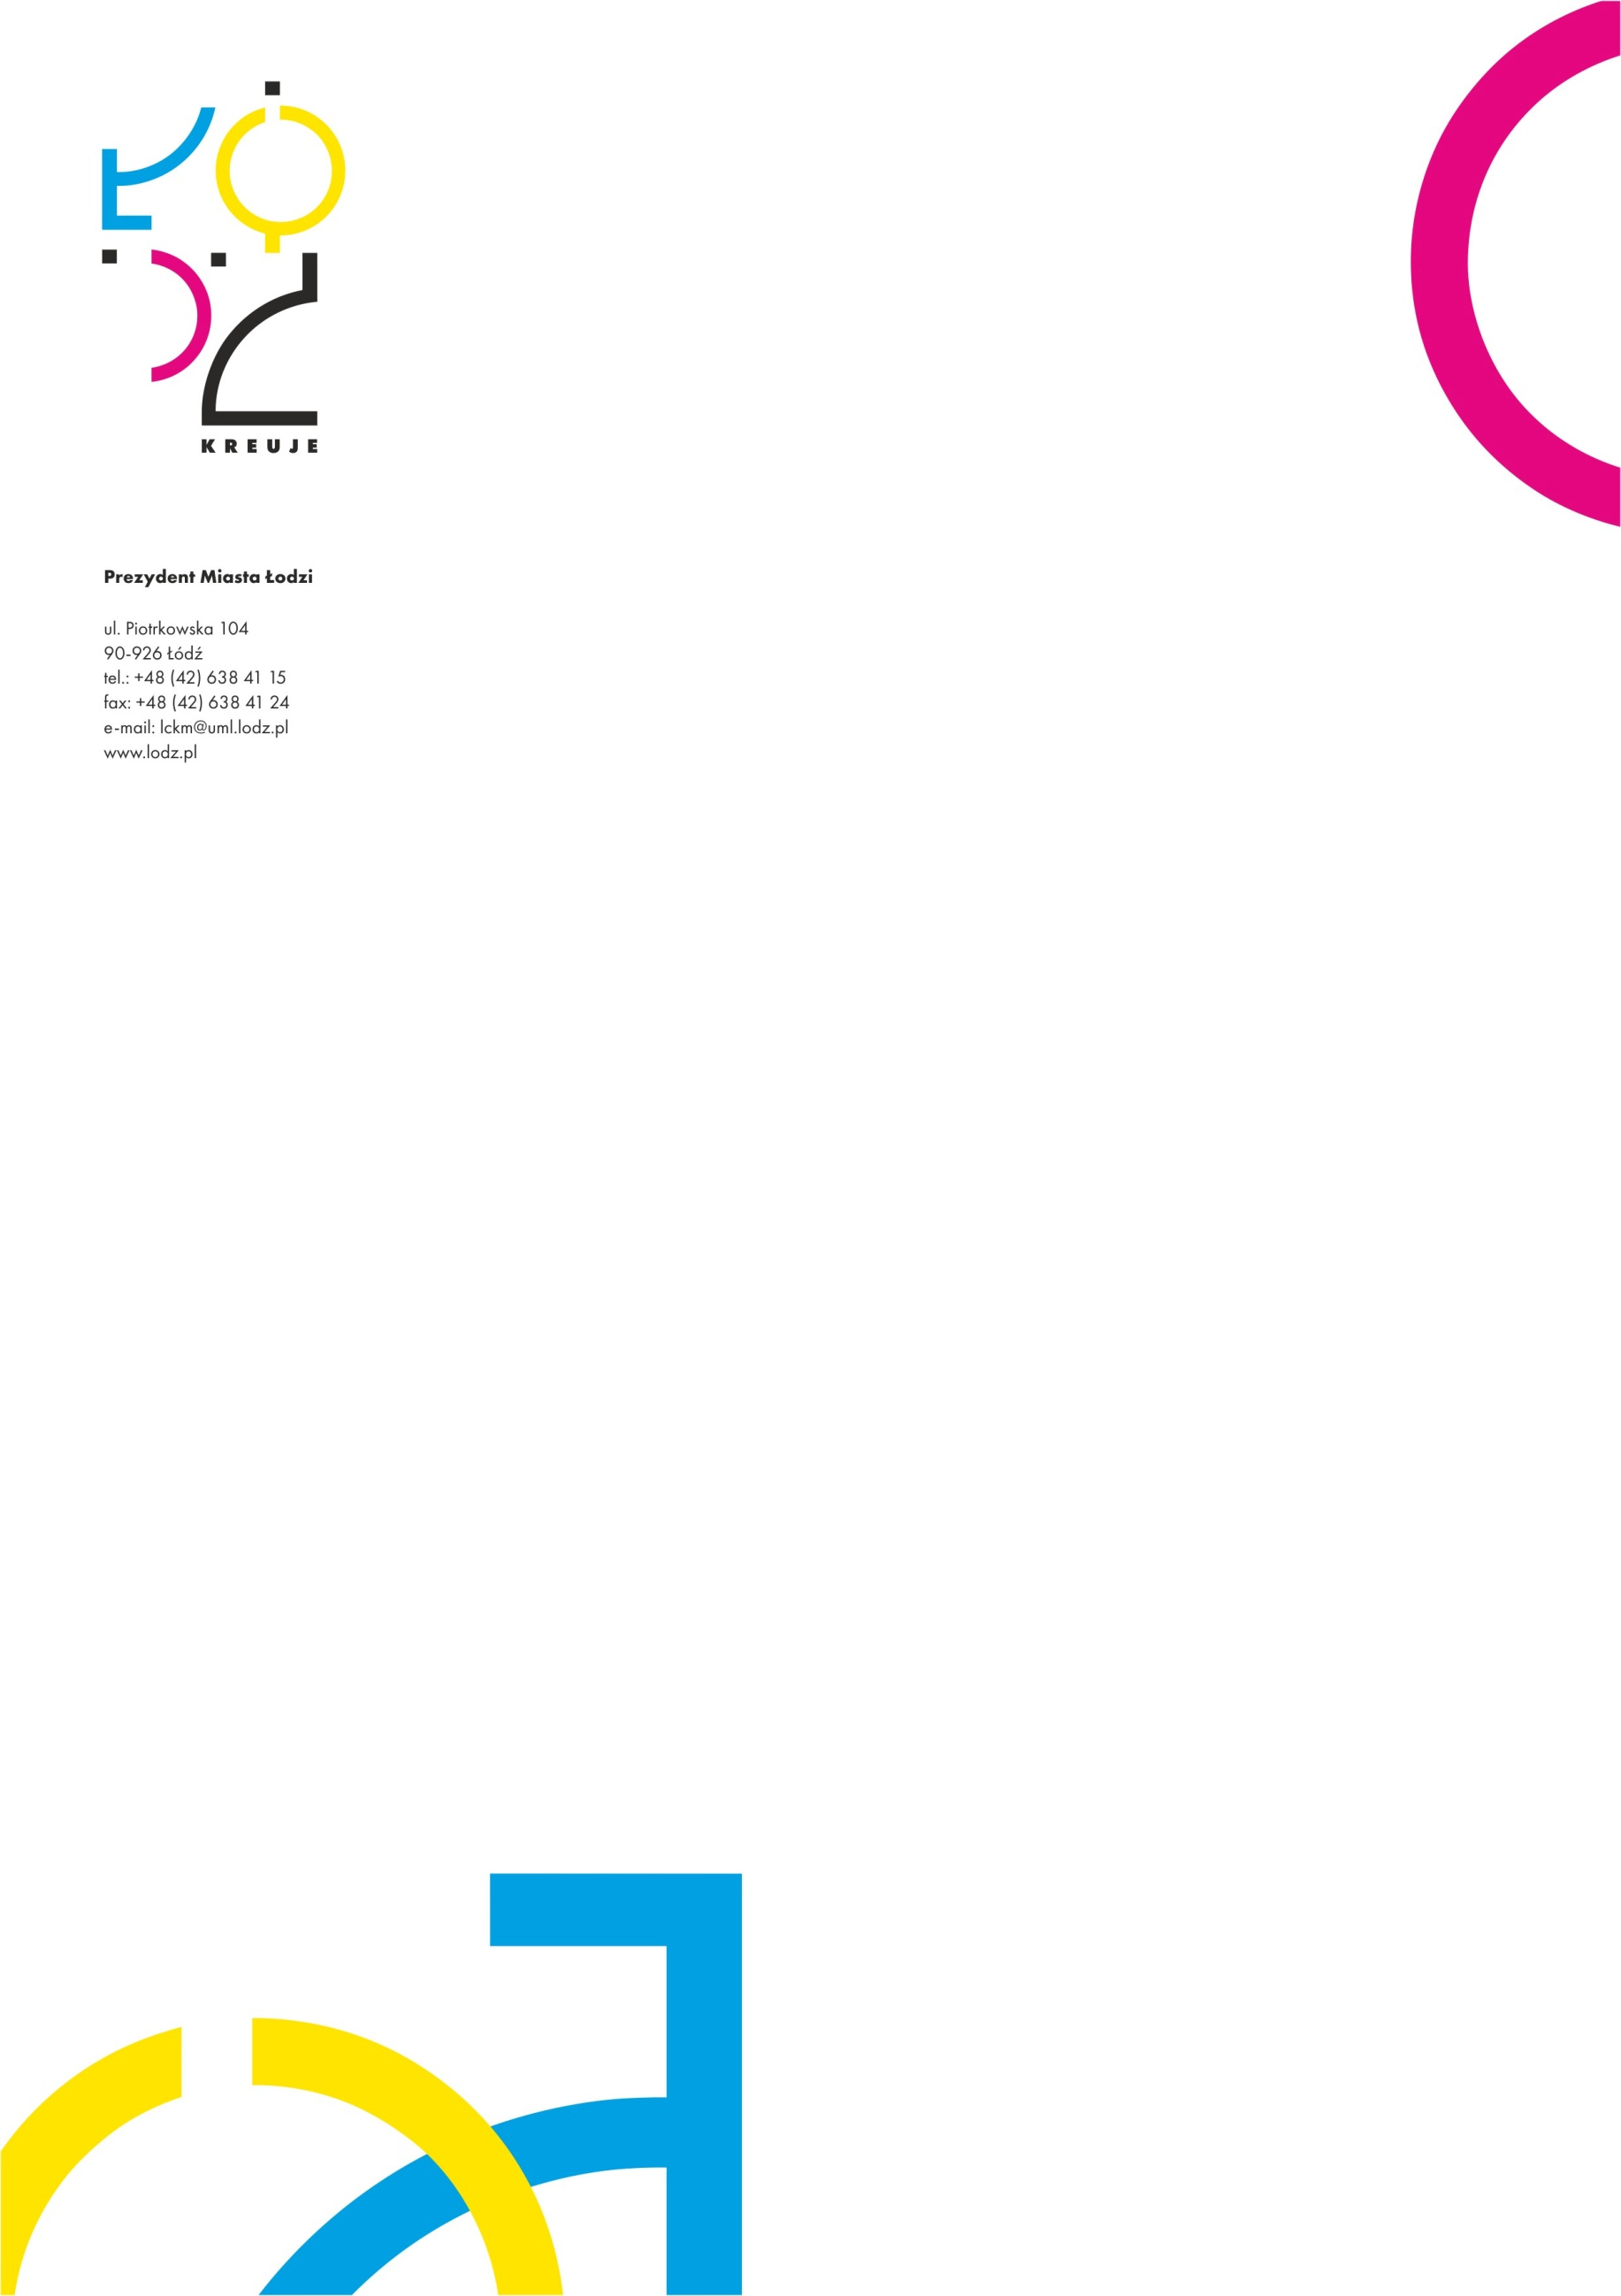 ŁÓDŹ
KREUJE
Prezydent Miasta Łodzi
ul. Piotrkowska 104
90-926 Łódź
tel.: +48 (42) 638 41 15
fax: +48 (42) 638 41 24
e-mail: lckm@uml.lodz.pl
www.lodz.pl